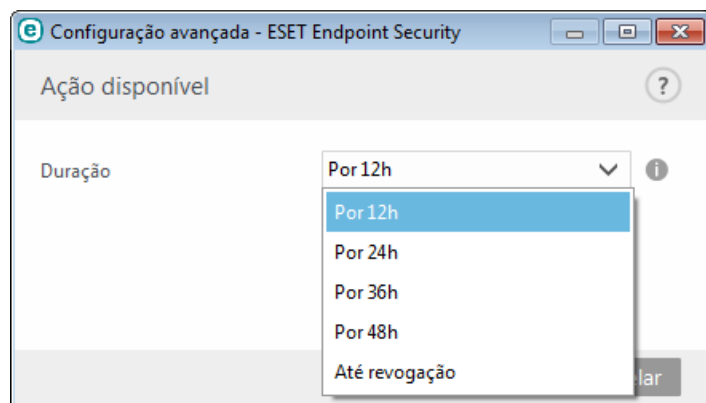 Configuração avançada - ESET Endpoint Security
Ação disponível
?
Duração
Por 12h
i
Por 12h
Por 24h
Por 36h
Por 48h
Até revogação